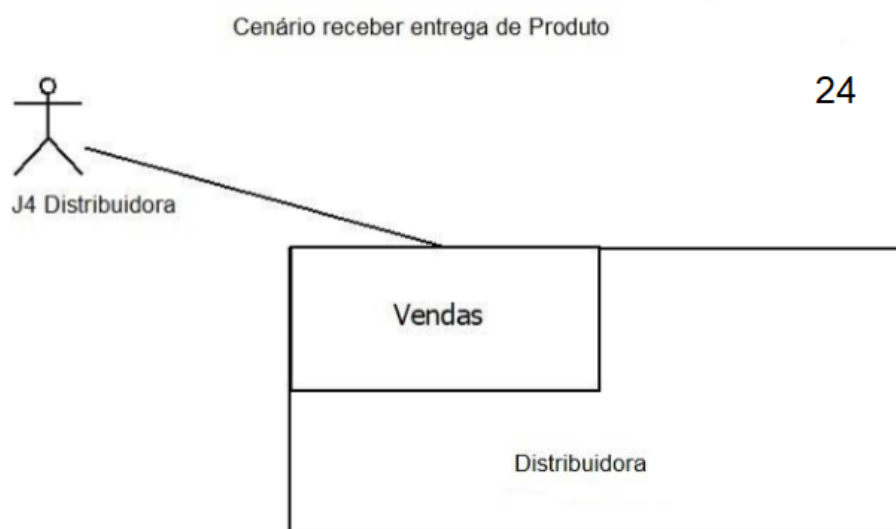 Cenário receber entrega de Produto
24
J4 Distribuidora
Vendas
Distribuidora